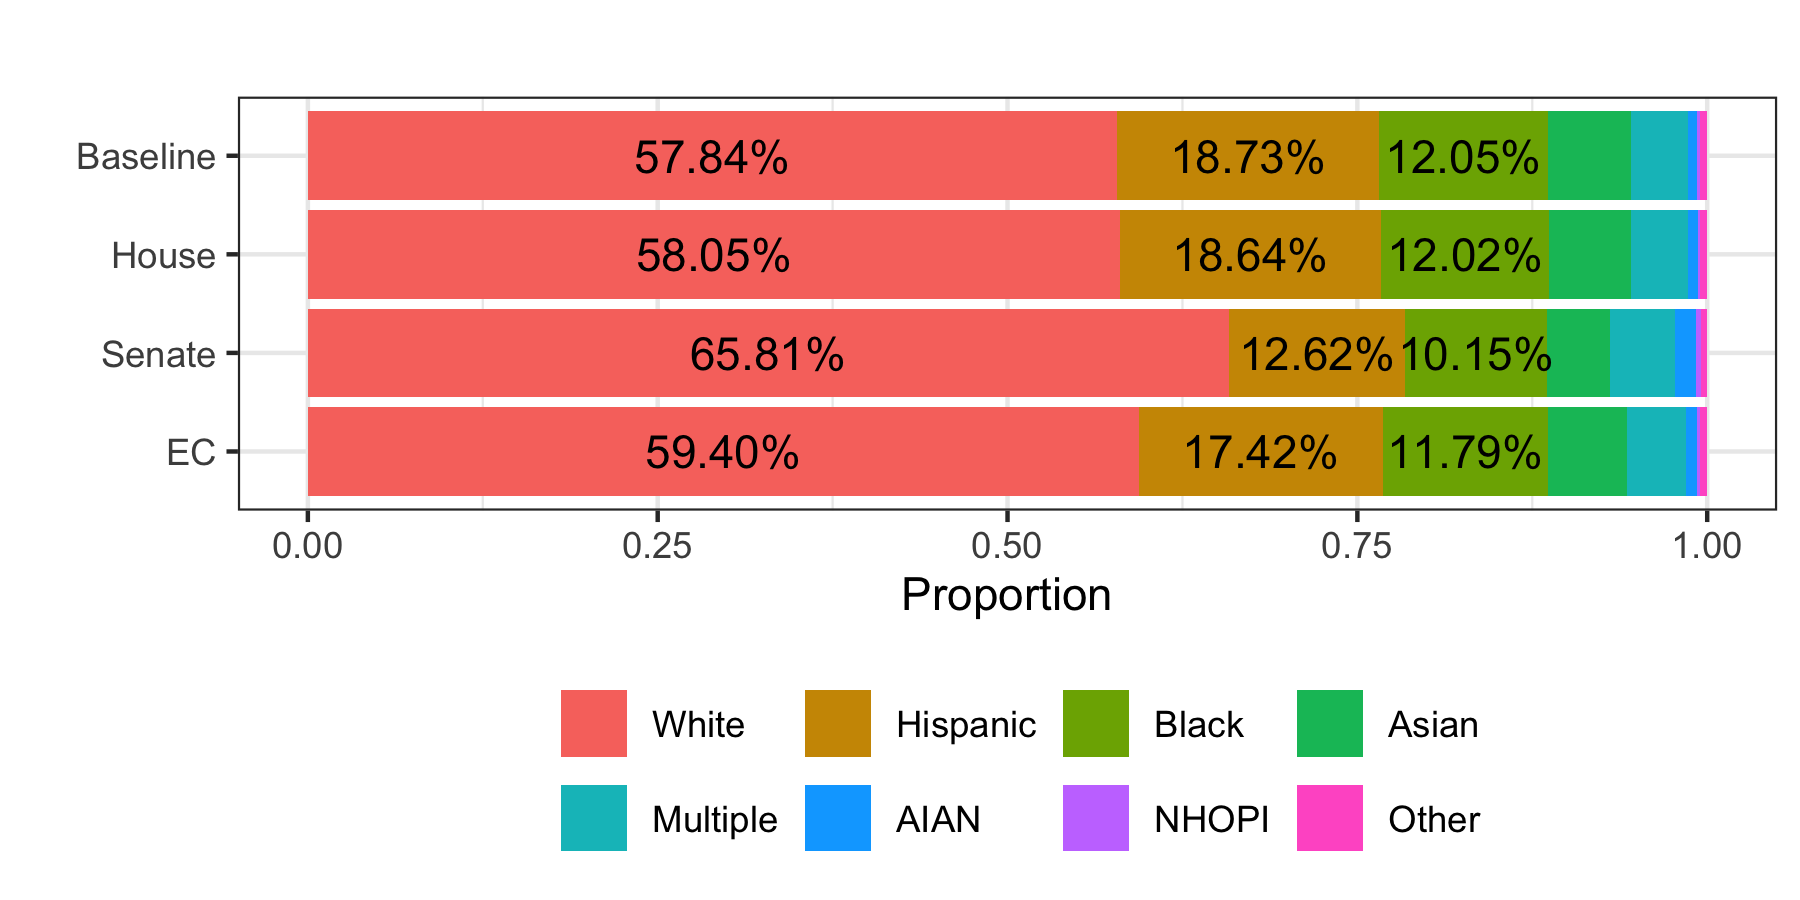 Baseline 57.84% 18.73% 12.05%
House 58.05% 18.64% 12.02%
Senate 65.81% 12.62% 10.15%
EC 59.40% 17.42% 11.79%
0.00 0.25 0.50 0.75 1.00
Proportion
White Hispanic Black Asian
Multiple AIAN NHOPI Other